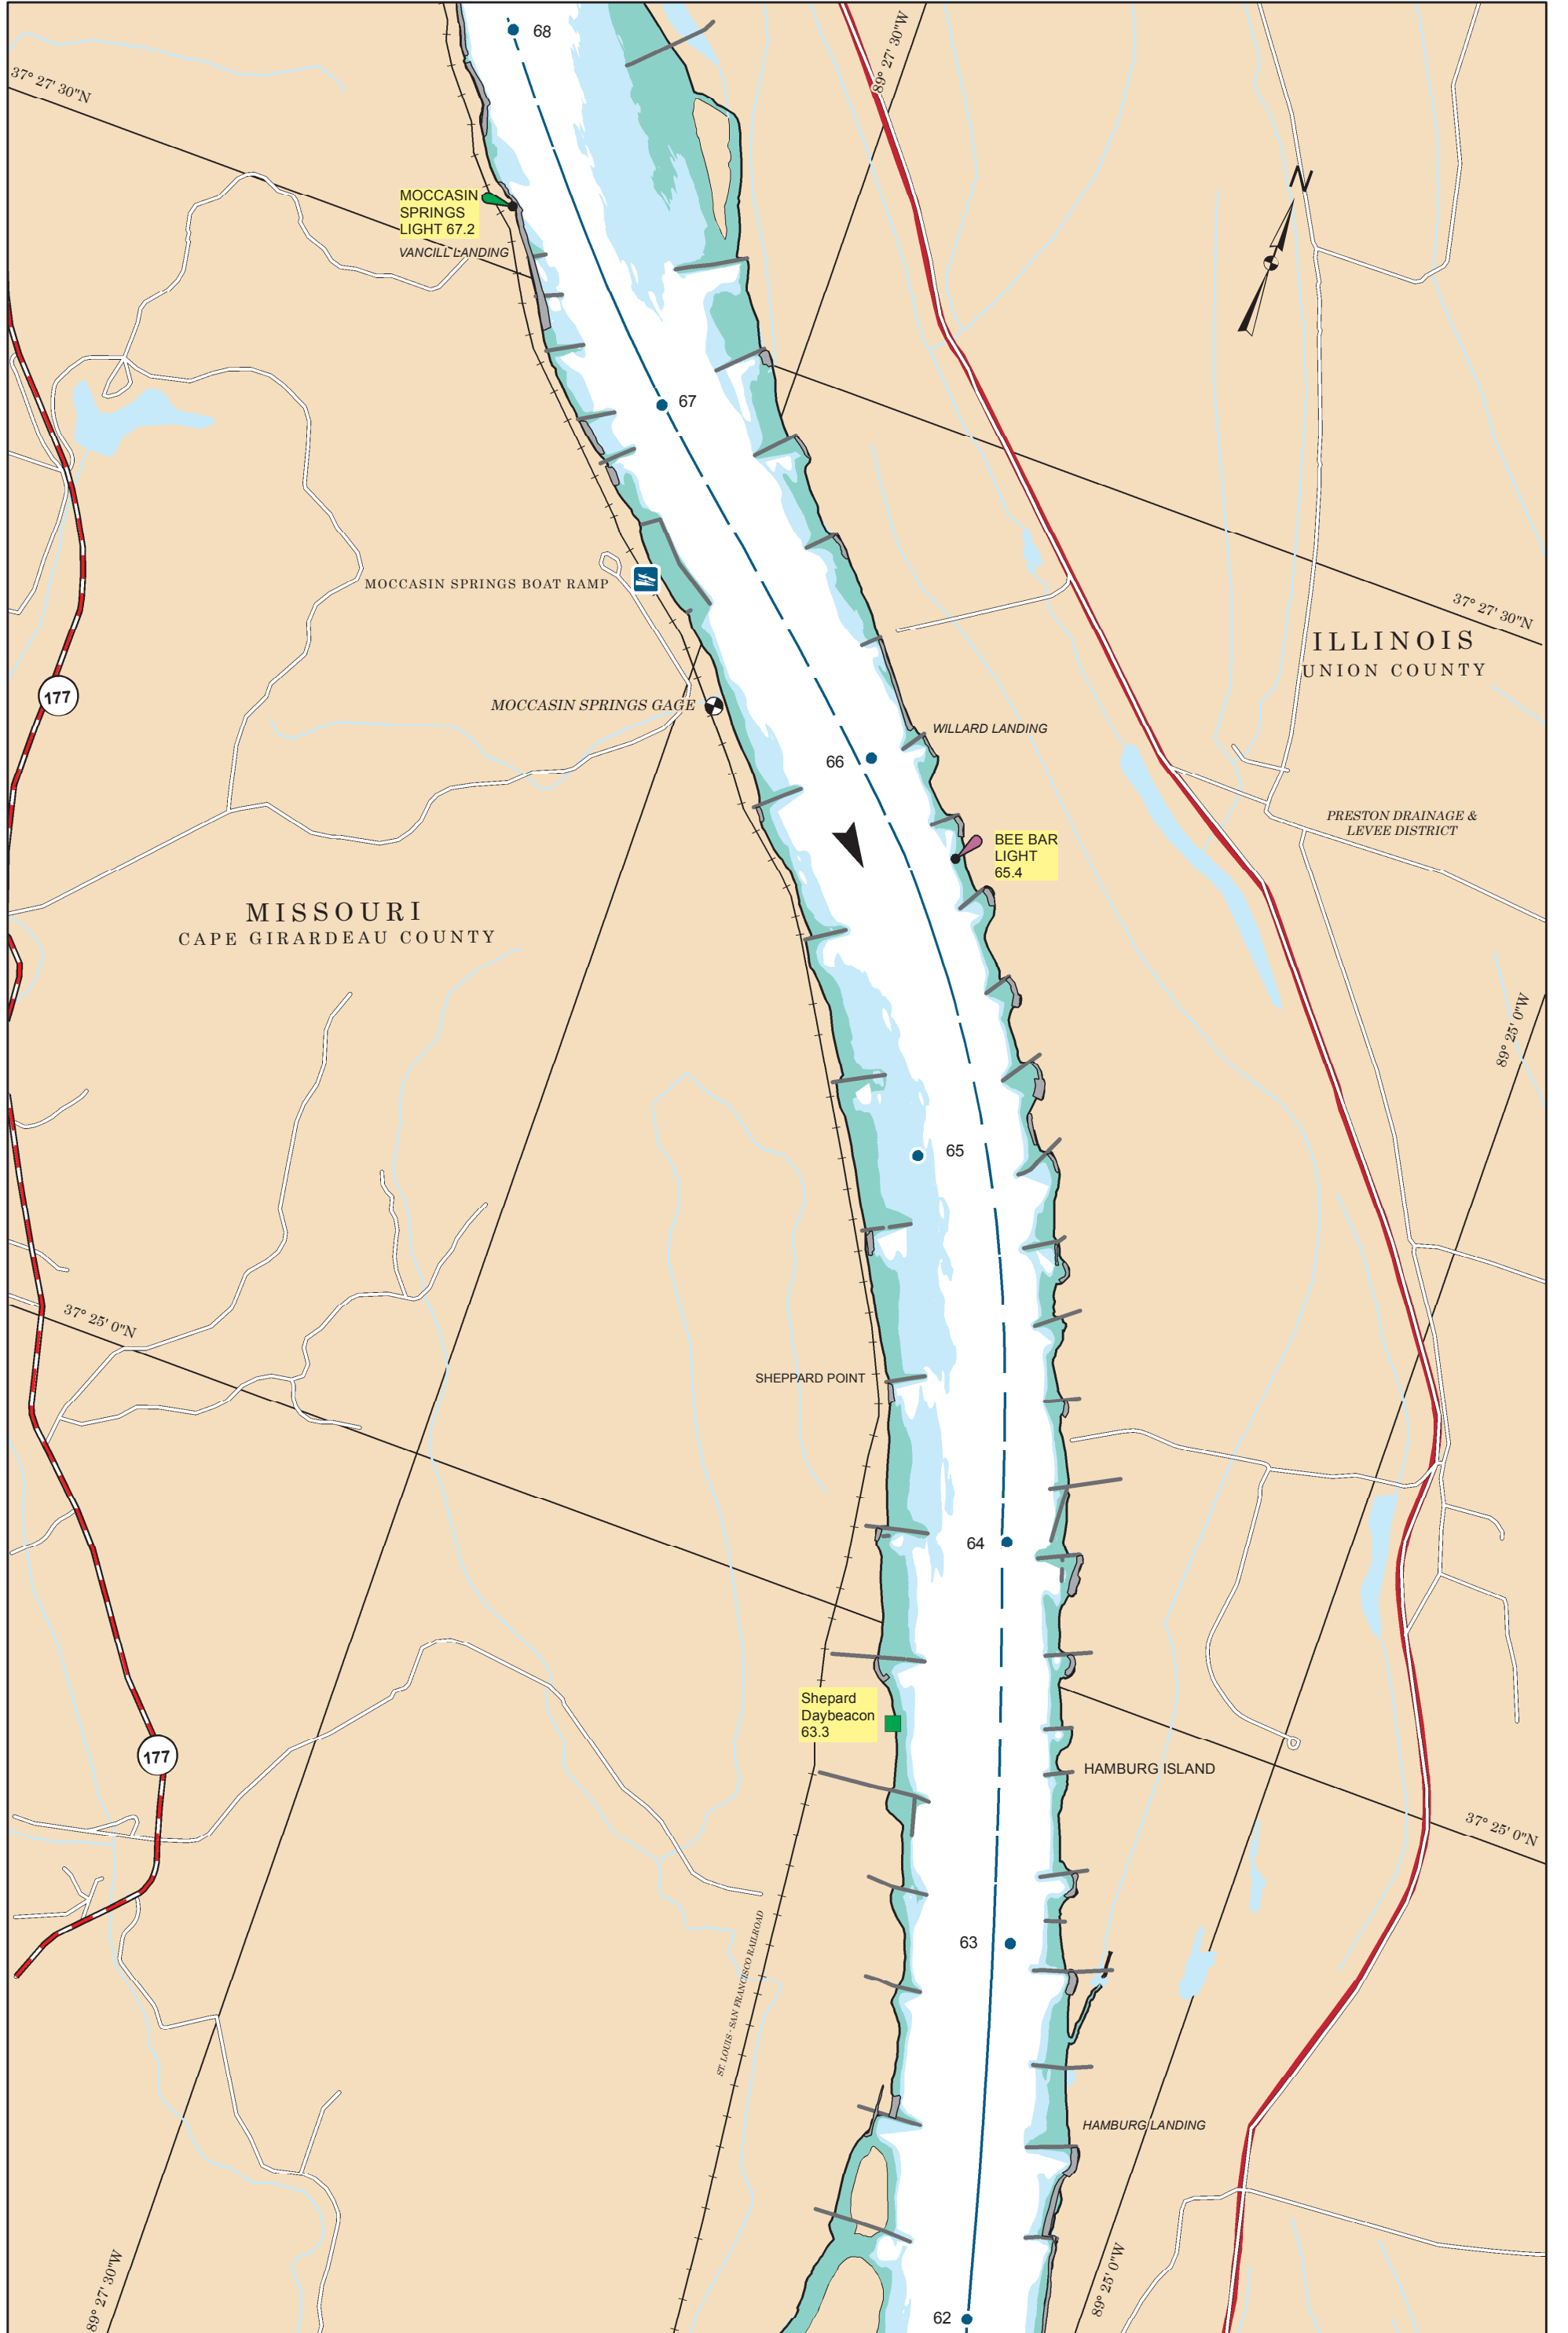 68
37° 27' 30"N
89° 27' 30"W
N
MOCCASIN
SPRINGS
LIGHT 67.2
VANCILL LANDING
67
MOCCASIN SPRINGS BOAT RAMP
37° 27' 30"N
ILLINOIS
UNION COUNTY
177
MOCCASIN SPRINGS GAGE
WILLARD LANDING
66
PRESTON DRAINAGE &
LEVEE DISTRICT
BEE BAR
LIGHT
65.4
MISSOURI
CAPE GIRARDEAU COUNTY
89° 25' 0"W
65
37° 25' 0"N
SHEPPARD POINT
64
Shepard
Daybeacon
63.3
177
HAMBURG ISLAND
37° 25' 0"N
63
ST. LOUIS - SAN FRANCISCO RAILROAD
HAMBURG LANDING
89° 27' 30"W
89° 25' 0"W
62